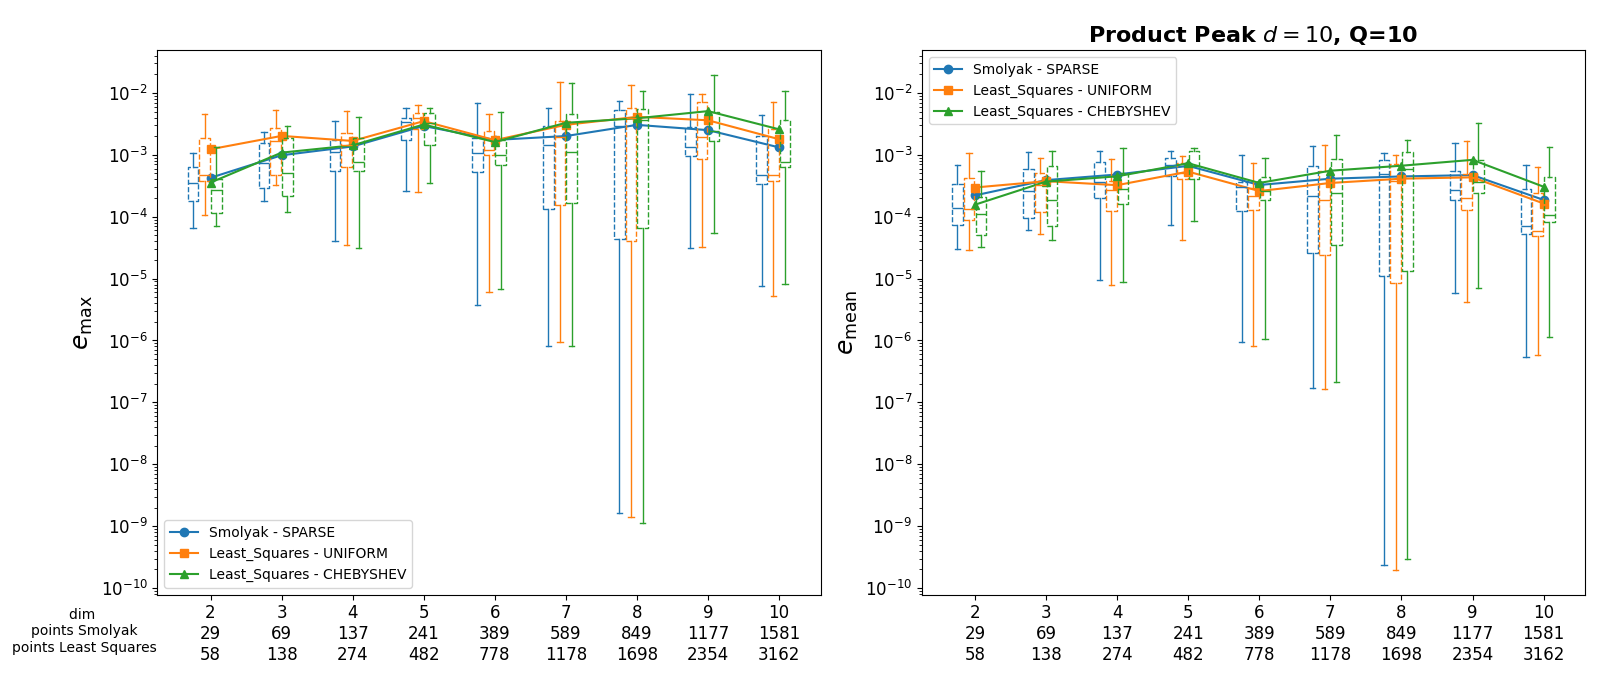 Product Peak d = 10, Q=10
10⁻²
10⁻³
10⁻⁴
10⁻⁵
10⁻⁶
10⁻⁷
10⁻⁸
10⁻⁹
10⁻¹⁰
e_max
Smolyak - SPARSE
Least_Squares - UNIFORM
Least_Squares - CHEBYSHEV
dim 2 3 4 5 6 7 8 9 10
points Smolyak 29 69 137 241 389 589 849 1177 1581
points Least Squares 58 138 274 482 778 1178 1698 2354 3162
10⁻²
10⁻³
10⁻⁴
10⁻⁵
10⁻⁶
10⁻⁷
10⁻⁸
10⁻⁹
10⁻¹⁰
e_mean
Smolyak - SPARSE
Least_Squares - UNIFORM
Least_Squares - CHEBYSHEV
2 3 4 5 6 7 8 9 10
29 69 137 241 389 589 849 1177 1581
58 138 274 482 778 1178 1698 2354 3162